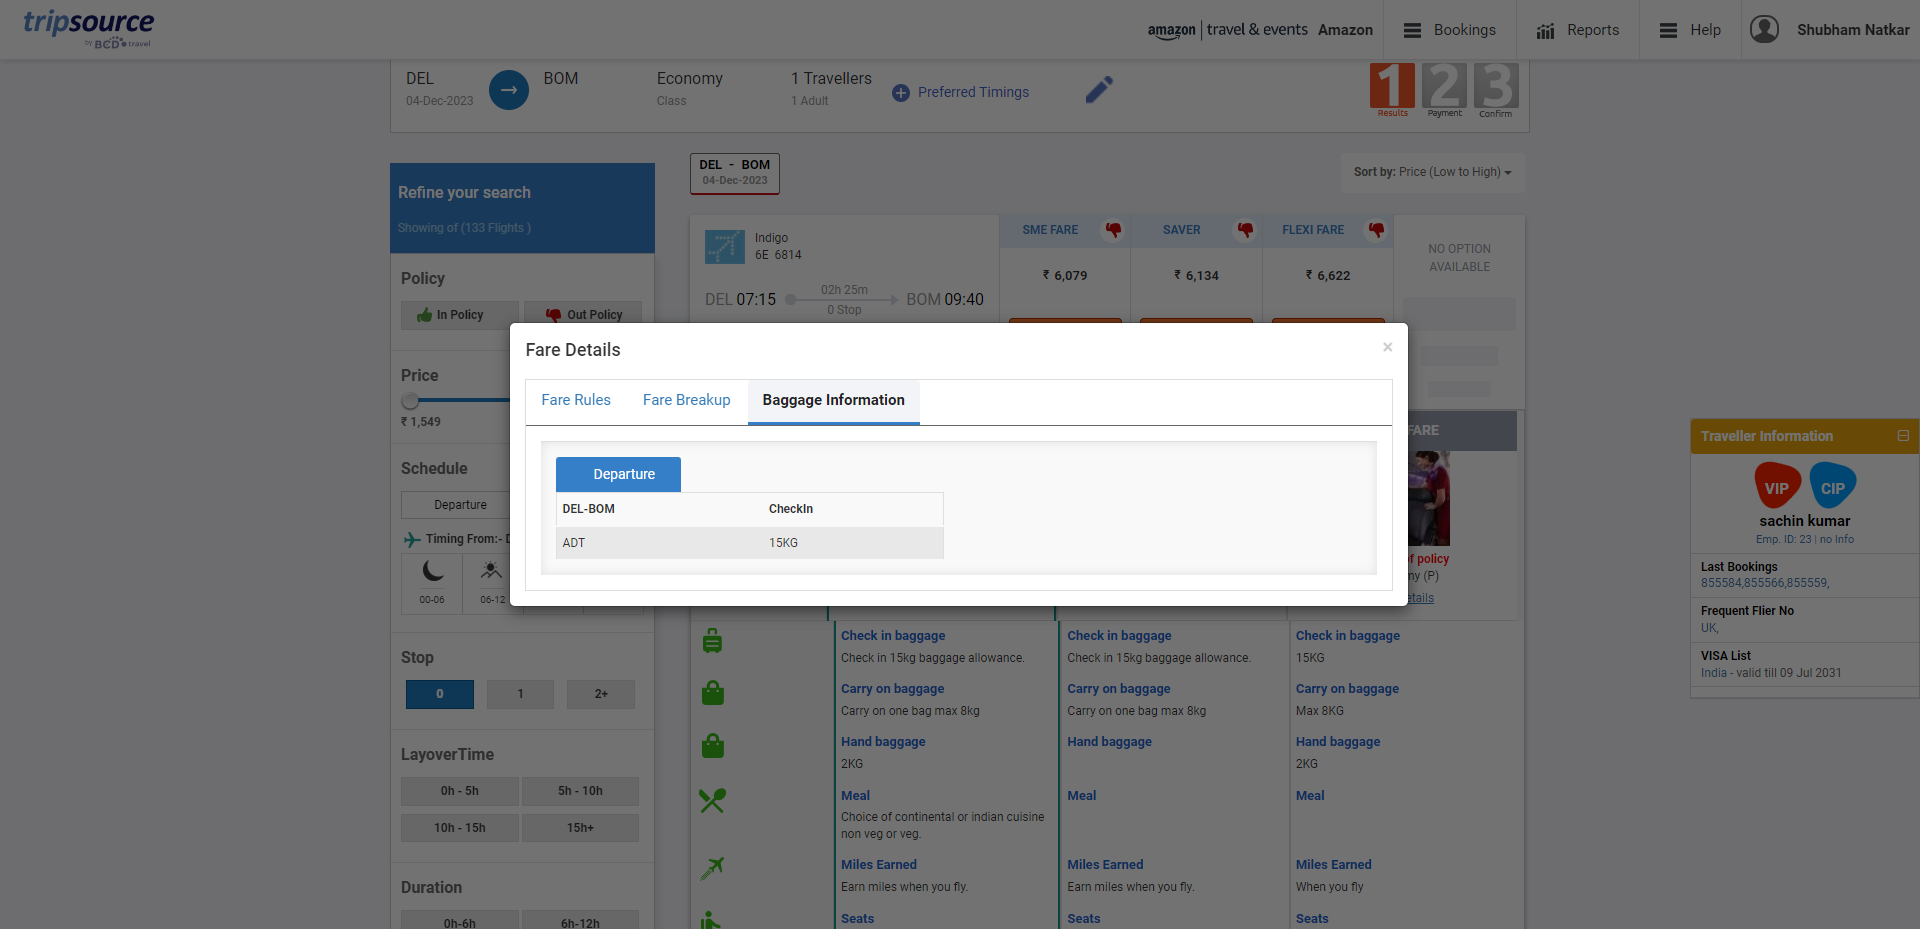 tripsource
by BCD travel
amazon | travel & events Amazon
Bookings
Reports
Help
Shubham Natkar
DEL
04-Dec-2023
BOM
Economy
Class
1 Travellers
1 Adult
Preferred Timings
1 2 3
Results Payment Confirm
Refine your search
Showing of (133 Flights )
Policy
In Policy
Out Policy
Price
₹ 1,549
Schedule
Departure
Timing From:-
00-06
06-12
Stop
0
1
2+
LayoverTime
0h - 5h
5h - 10h
10h - 15h
15h+
Duration
0h-6h
6h-12h
DEL - BOM
04-Dec-2023
Sort by: Price (Low to High)
Indigo
6E 6814
DEL 07:15
02h 25m
0 Stop
BOM 09:40
SME FARE
₹ 6,079
SAVER
₹ 6,134
FLEXI FARE
₹ 6,622
NO OPTION
AVAILABLE
Fare Details
×
Fare Rules
Fare Breakup
Baggage Information
Departure
DEL-BOM CheckIn
ADT 15KG
FARE
of policy
ny (P)
etails
Check in baggage
Check in 15kg baggage allowance.
Check in baggage
Check in 15kg baggage allowance.
Check in baggage
15KG
Carry on baggage
Carry on one bag max 8kg
Carry on baggage
Carry on one bag max 8kg
Carry on baggage
Max 8KG
Hand baggage
2KG
Hand baggage
Hand baggage
2KG
Meal
Choice of continental or indian cuisine
non veg or veg.
Meal
Meal
Miles Earned
Earn miles when you fly.
Miles Earned
Earn miles when you fly.
Miles Earned
When you fly
Seats
Seats
Seats
Traveller Information
VIP
CIP
sachin kumar
Emp. ID: 23 | no Info
Last Bookings
855584,855566,855559,
Frequent Flier No
UK,
VISA List
India - valid till 09 Jul 2031